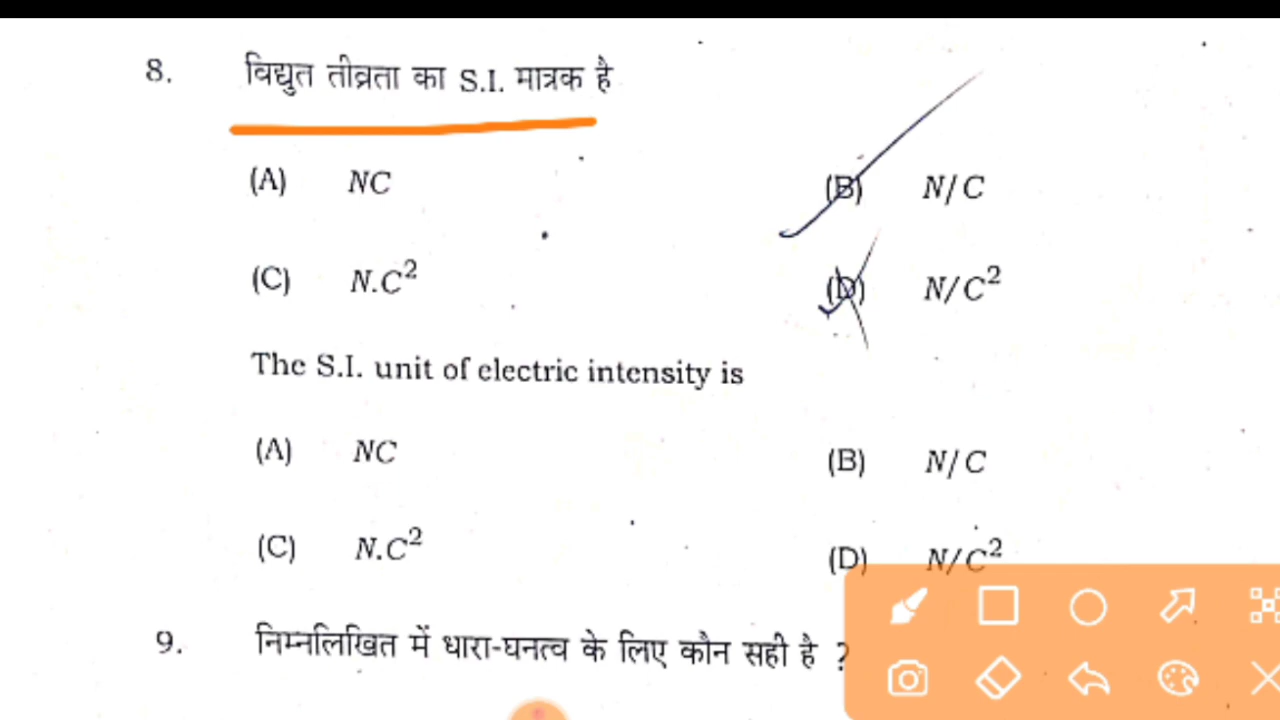 8. विद्युत तीव्रता का S.I. मात्रक है
(A) NC (B) N/C
(C) N.C² (D) N/C²
The S.I. unit of electric intensity is
(A) NC (B) N/C
(C) N.C² (D) N/C²
9. निम्नलिखित में धारा-घनत्व के लिए कौन सही है ?